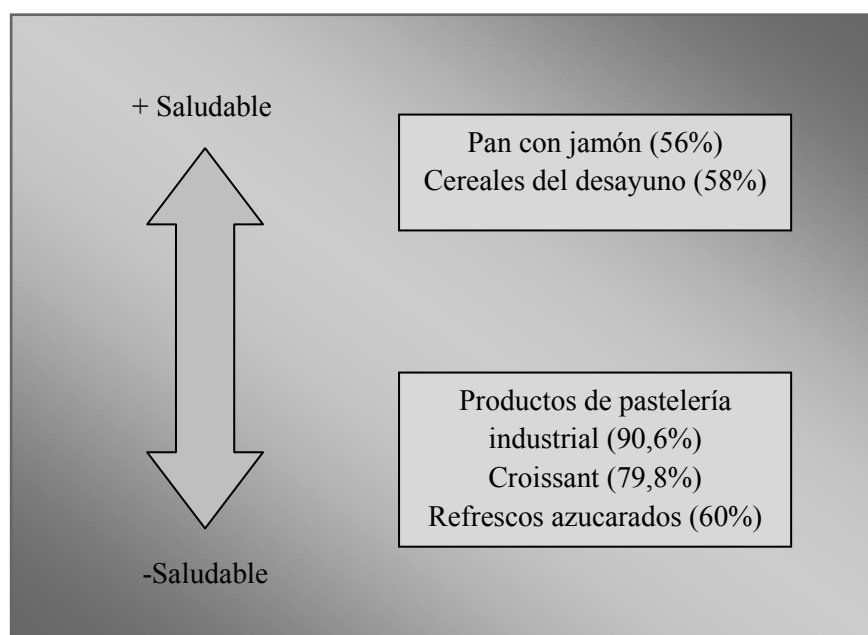 + Saludable
Pan con jamón (56%)
Cereales del desayuno (58%)
Productos de pastelería
industrial (90,6%)
Croissant (79,8%)
Refrescos azucarados (60%)
-Saludable